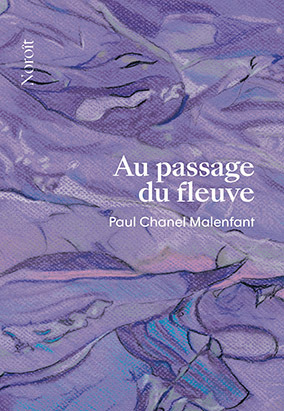 Noroît
Au passage
du fleuve
Paul Chanel Malenfant